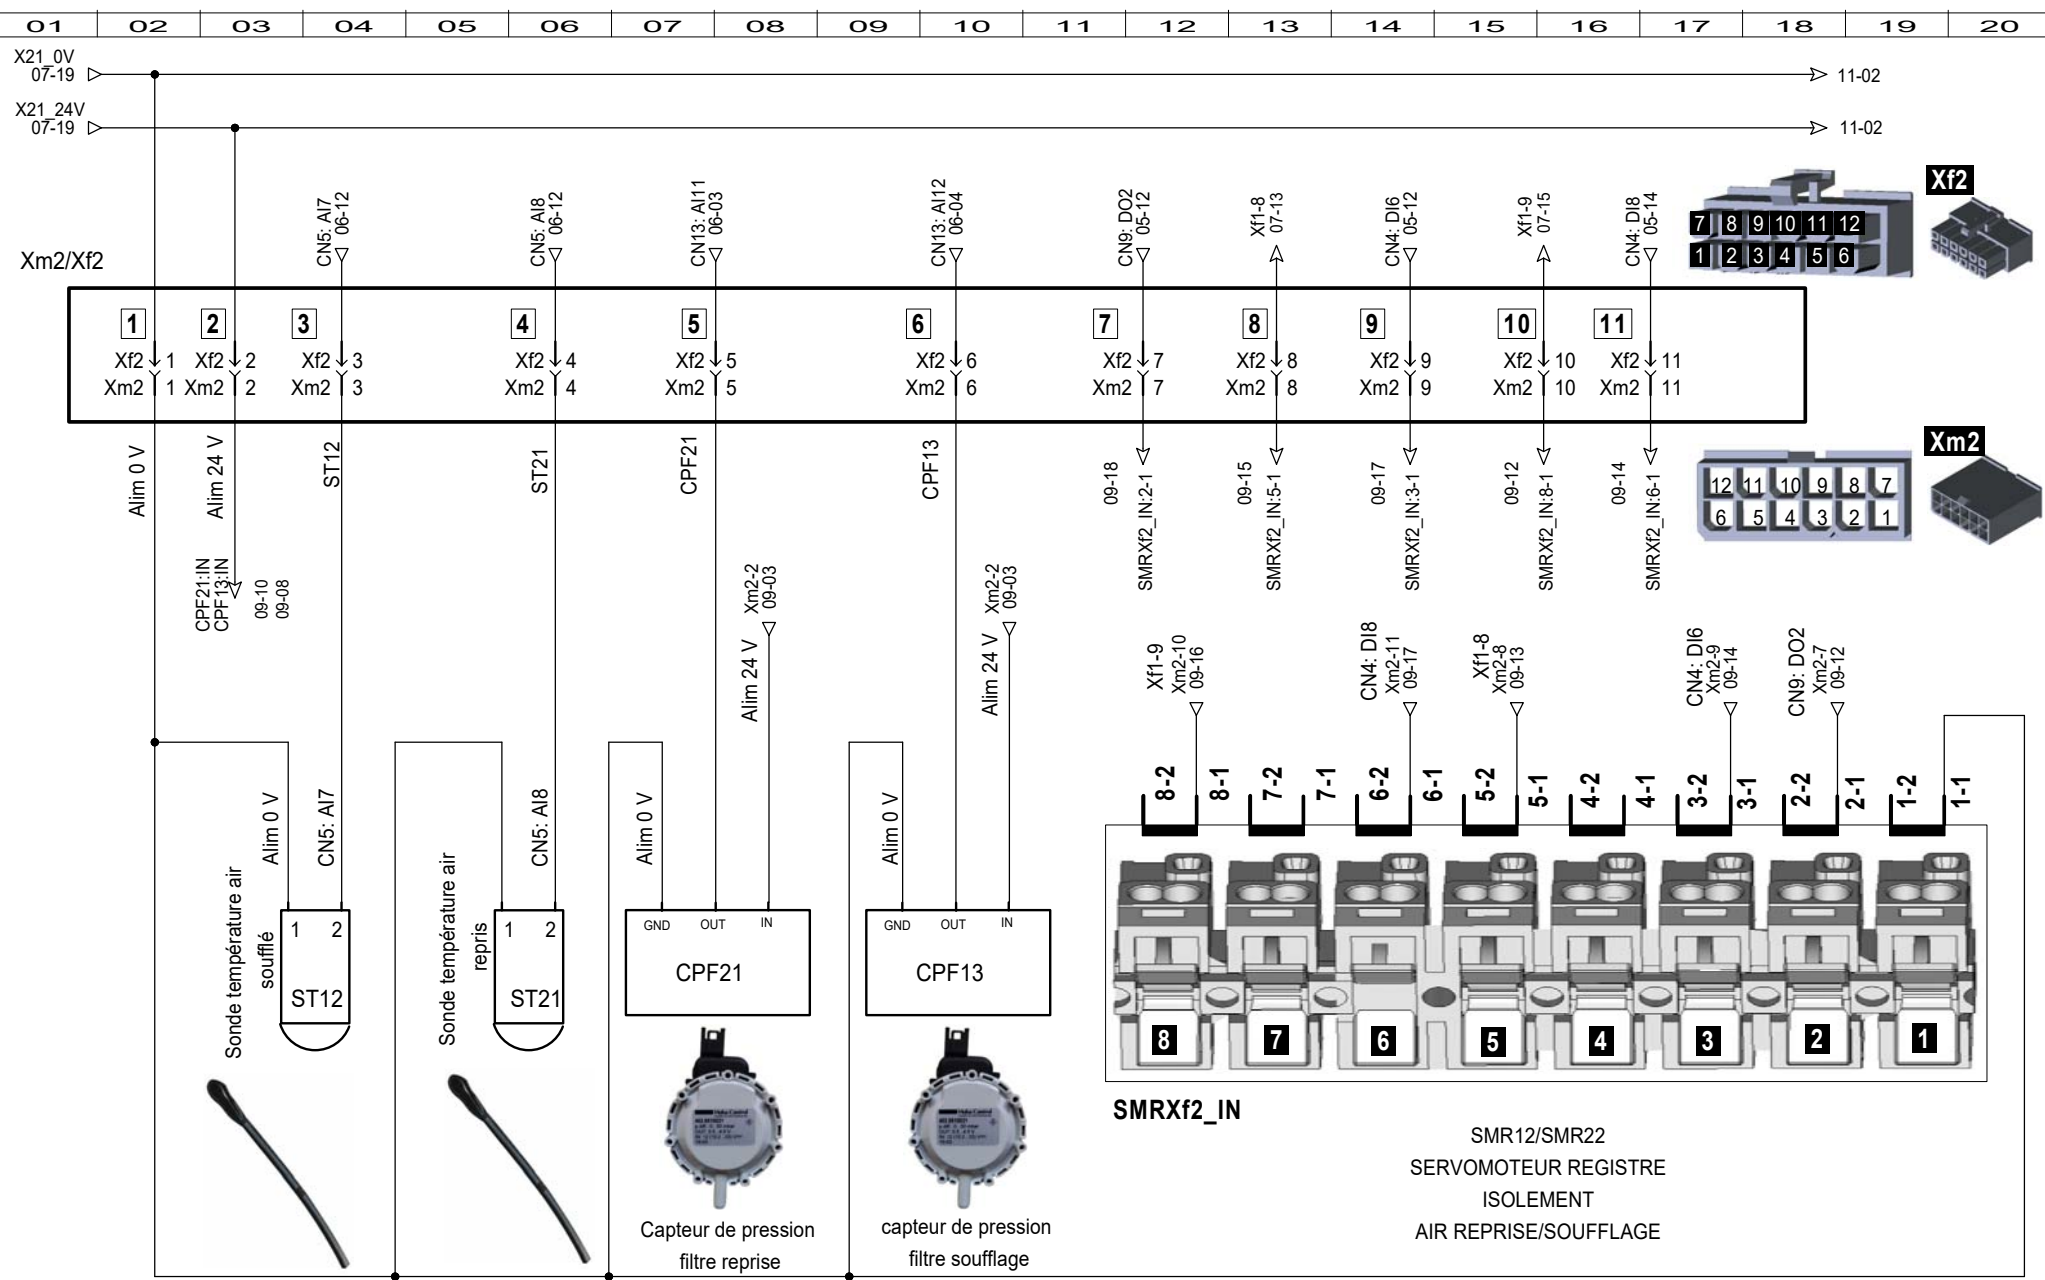 01 02 03 04 05 06 07 08 09 10 11 12 13 14 15 16 17 18 19 20
X21_0V
07-19
11-02
X21_24V
07-19
11-02
CN5: AI7
06-12
CN5: AI8
06-12
CN13: AI11
06-03
CN13: AI12
06-04
CN9: DO2
05-12
Xf1-8
07-13
CN4: DI6
05-12
Xf1-9
07-15
CN4: DI8
05-14
Xf2
7 8 9 10 11 12
1 2 3 4 5 6
Xm2/Xf2
1 2 3 4 5 6 7 8 9 10 11
Xf2 1 Xf2 2 Xf2 3 Xf2 4 Xf2 5 Xf2 6 Xf2 7 Xf2 8 Xf2 9 Xf2 10 Xf2 11
Xm2 1 Xm2 2 Xm2 3 Xm2 4 Xm2 5 Xm2 6 Xm2 7 Xm2 8 Xm2 9 Xm2 10 Xm2 11
Alim 0 V
Alim 24 V
ST12
ST21
CPF21
CPF13
09-18
SMRXf2_IN:2-1
09-15
SMRXf2_IN:5-1
09-17
SMRXf2_IN:3-1
09-12
SMRXf2_IN:8-1
09-14
SMRXf2_IN:6-1
Xm2
12 11 10 9 8 7
6 5 4 3 2 1
CPF21:IN
CPF13:IN
09-10
09-08
Xm2-2
09-03
Alim 24 V
Xm2-2
09-03
Alim 24 V
Xf1-9
Xm2-10
09-16
CN4: DI8
Xm2-11
09-17
Xf1-8
Xm2-8
09-13
CN4: DI6
Xm2-9
09-14
CN9: DO2
Xm2-7
09-12
8-2 8-1 7-2 7-1 6-2 6-1 5-2 5-1 4-2 4-1 3-2 3-1 2-2 2-1 1-2 1-1
Alim 0 V
CN5: AI7
CN5: AI8
Alim 0 V
Alim 0 V
Sonde température air
soufflé
1 2
ST12
Sonde température air
repris
1 2
ST21
GND OUT IN
CPF21
GND OUT IN
CPF13
8 7 6 5 4 3 2 1
SMRXf2_IN
Capteur de pression
filtre reprise
capteur de pression
filtre soufflage
SMR12/SMR22
SERVOMOTEUR REGISTRE
ISOLEMENT
AIR REPRISE/SOUFFLAGE